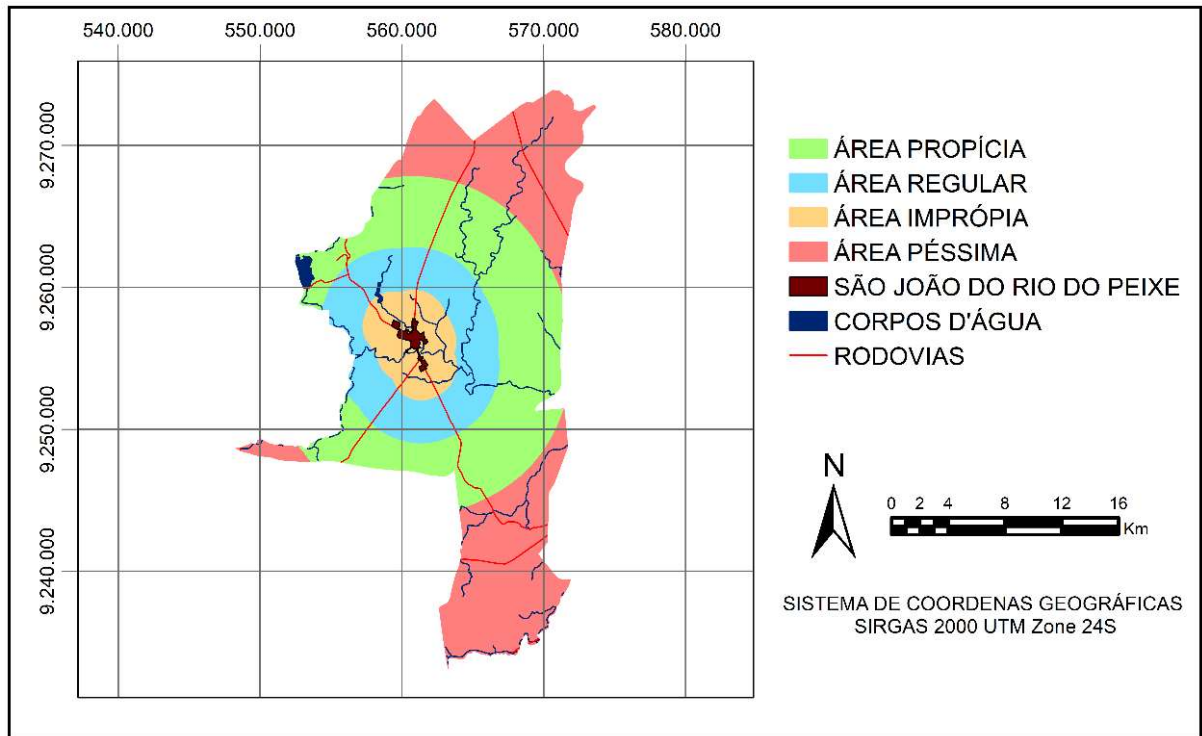 540.000 550.000 560.000 570.000 580.000
9.270.000
9.260.000
9.250.000
9.240.000
ÁREA PROPÍCIA
ÁREA REGULAR
ÁREA IMPRÓPIA
ÁREA PÉSSIMA
SÃO JOÃO DO RIO DO PEIXE
CORPOS D'ÁGUA
RODOVIAS
N
0 2 4 8 12 16
Km
SISTEMA DE COORDENAS GEOGRÁFICAS
SIRGAS 2000 UTM Zone 24S